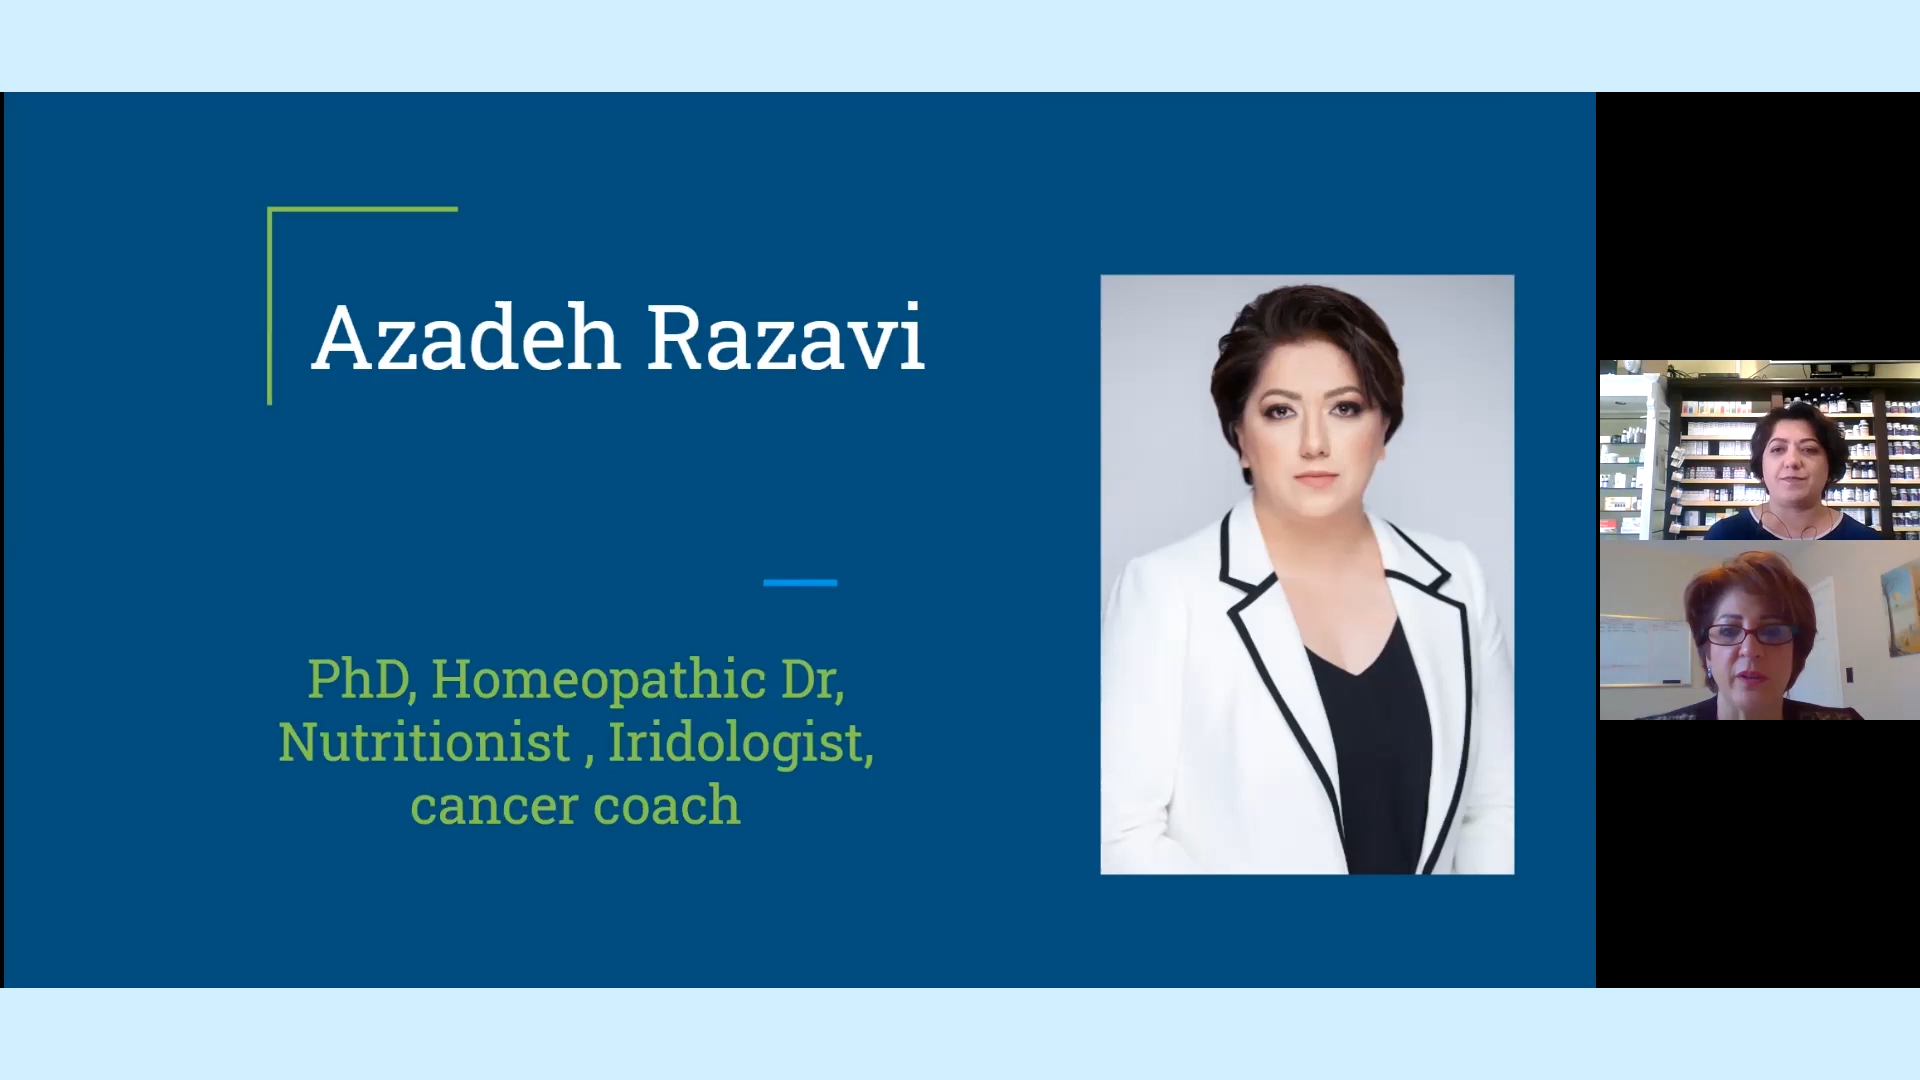 Azadeh Razavi
PhD, Homeopathic Dr,
Nutritionist , Iridologist,
cancer coach